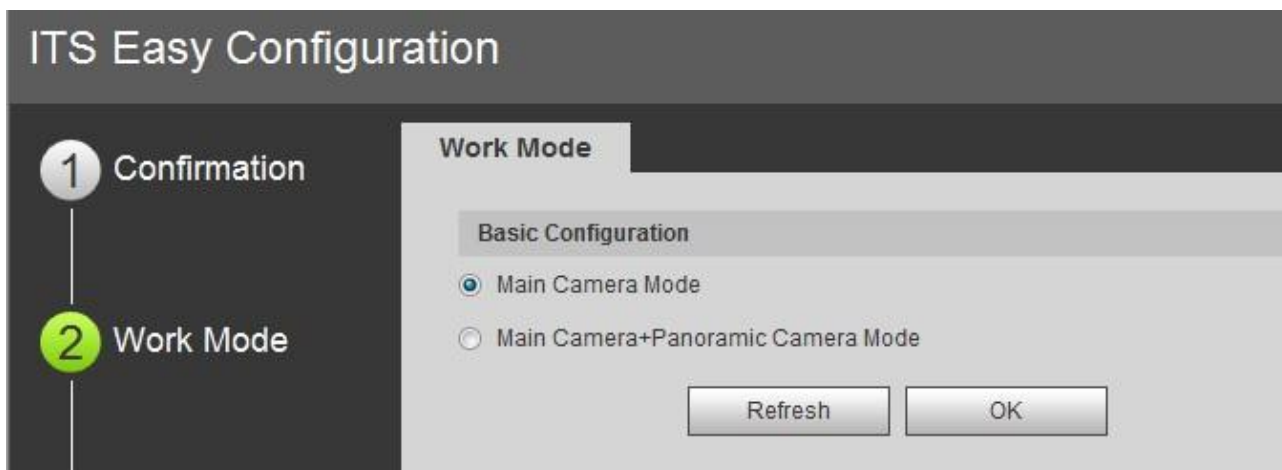 ITS Easy Configuration
1 Confirmation
Work Mode
Basic Configuration
Main Camera Mode
2 Work Mode
Main Camera+Panoramic Camera Mode
Refresh OK